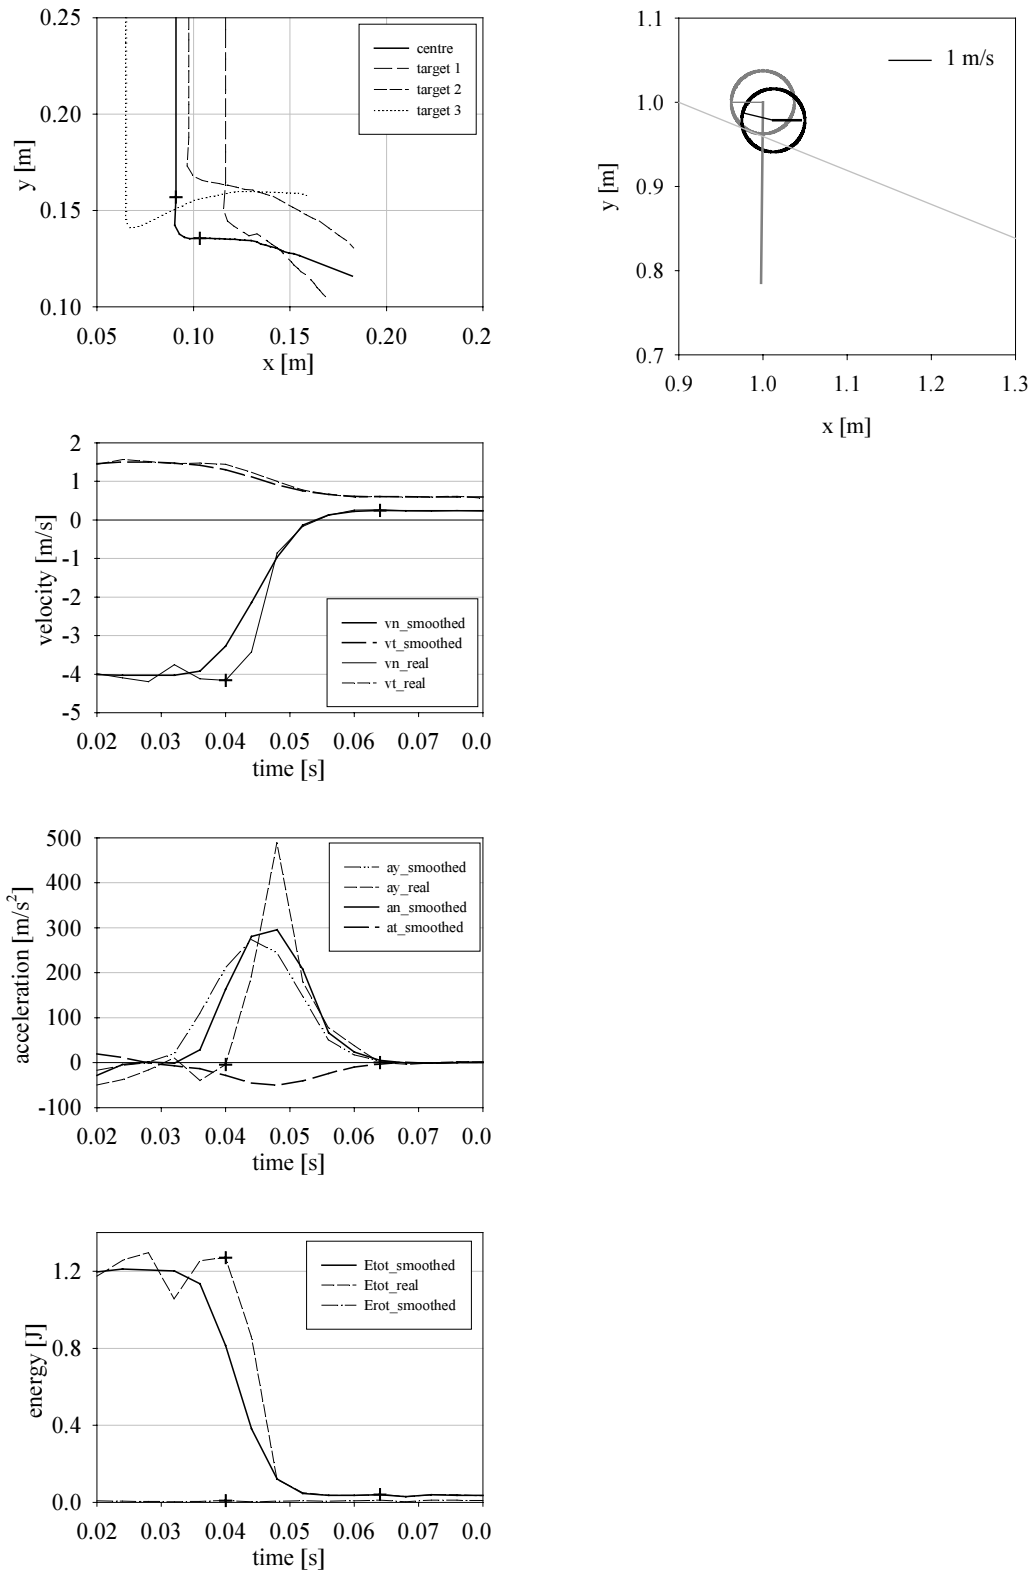 0.25
0.20
0.15
0.10
y [m]
centre
target 1
target 2
target 3
0.05 0.10 0.15 0.20 0.2
x [m]
1.1
1.0
0.9
0.8
0.7
y [m]
1 m/s
0.9 1.0 1.1 1.2 1.3
x [m]
2
1
0
-1
-2
-3
-4
-5
velocity [m/s]
vn_smoothed
vt_smoothed
vn_real
vt_real
0.02 0.03 0.04 0.05 0.06 0.07 0.0
time [s]
500
400
300
200
100
0
-100
acceleration [m/s²]
ay_smoothed
ay_real
an_smoothed
at_smoothed
0.02 0.03 0.04 0.05 0.06 0.07 0.0
time [s]
1.2
0.8
0.4
0.0
energy [J]
Etot_smoothed
Etot_real
Erot_smoothed
0.02 0.03 0.04 0.05 0.06 0.07 0.0
time [s]